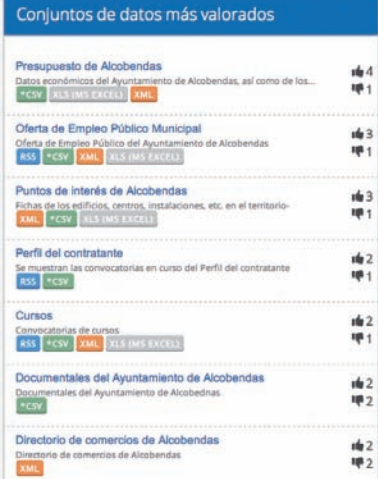 Conjuntos de datos más valorados
Presupuesto de Alcobendas
4
Datos económicos del Ayuntamiento de Alcobendas, así como de los...
1
*CSV XLS (MS EXCEL) XML
Oferta de Empleo Público Municipal
3
Oferta de Empleo Público del Ayuntamiento de Alcobendas
1
RSS *CSV XML XLS (MS EXCEL)
Puntos de interés de Alcobendas
3
Fichas de los edificios, centros, instalaciones, etc. en el territorio-
1
XML *CSV XLS (MS EXCEL)
Perfil del contratante
2
Se muestran las convocatorias en curso del Perfil del contratante
1
RSS *CSV
Cursos
2
Convocatorias de cursos
1
RSS *CSV XML XLS (MS EXCEL)
Documentales del Ayuntamiento de Alcobendas
2
Documentales del Ayuntamiento de Alcobednas
2
*CSV
Directorio de comercios de Alcobendas
2
Directorio de comercios de Alcobendas
2
XML